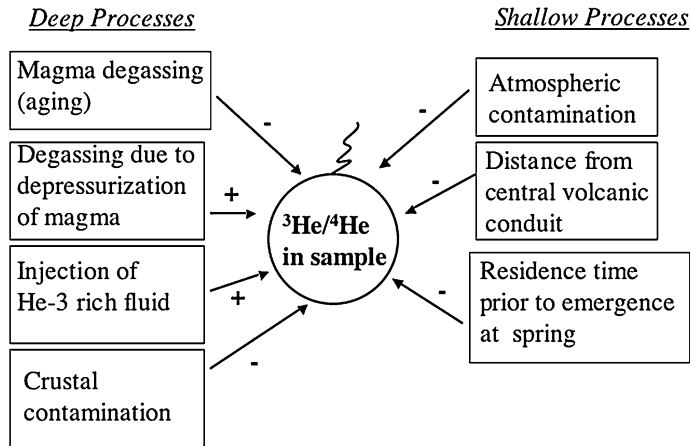 Deep Processes
Magma degassing
(aging)
-
Degassing due to
depressurization
of magma
+
Injection of
He-3 rich fluid
+
Crustal
contamination
-
³He/⁴He
in sample
Shallow Processes
Atmospheric
contamination
-
Distance from
central volcanic
conduit
-
Residence time
prior to emergence
at spring
-